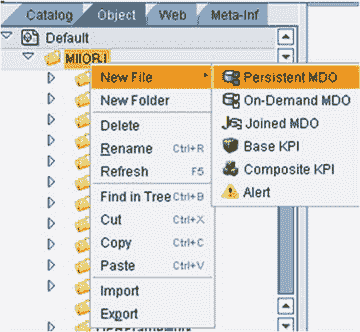 Catalog Object Web Meta-Inf
Default
MIIOBJ
New File
New Folder
Delete
Rename Ctrl+R
Refresh F5
Find in Tree Ctrl+B
Cut Ctrl+X
Copy Ctrl+C
Paste Ctrl+V
Import
Export
Persistent MDO
On-Demand MDO
Joined MDO
Base KPI
Composite KPI
Alert